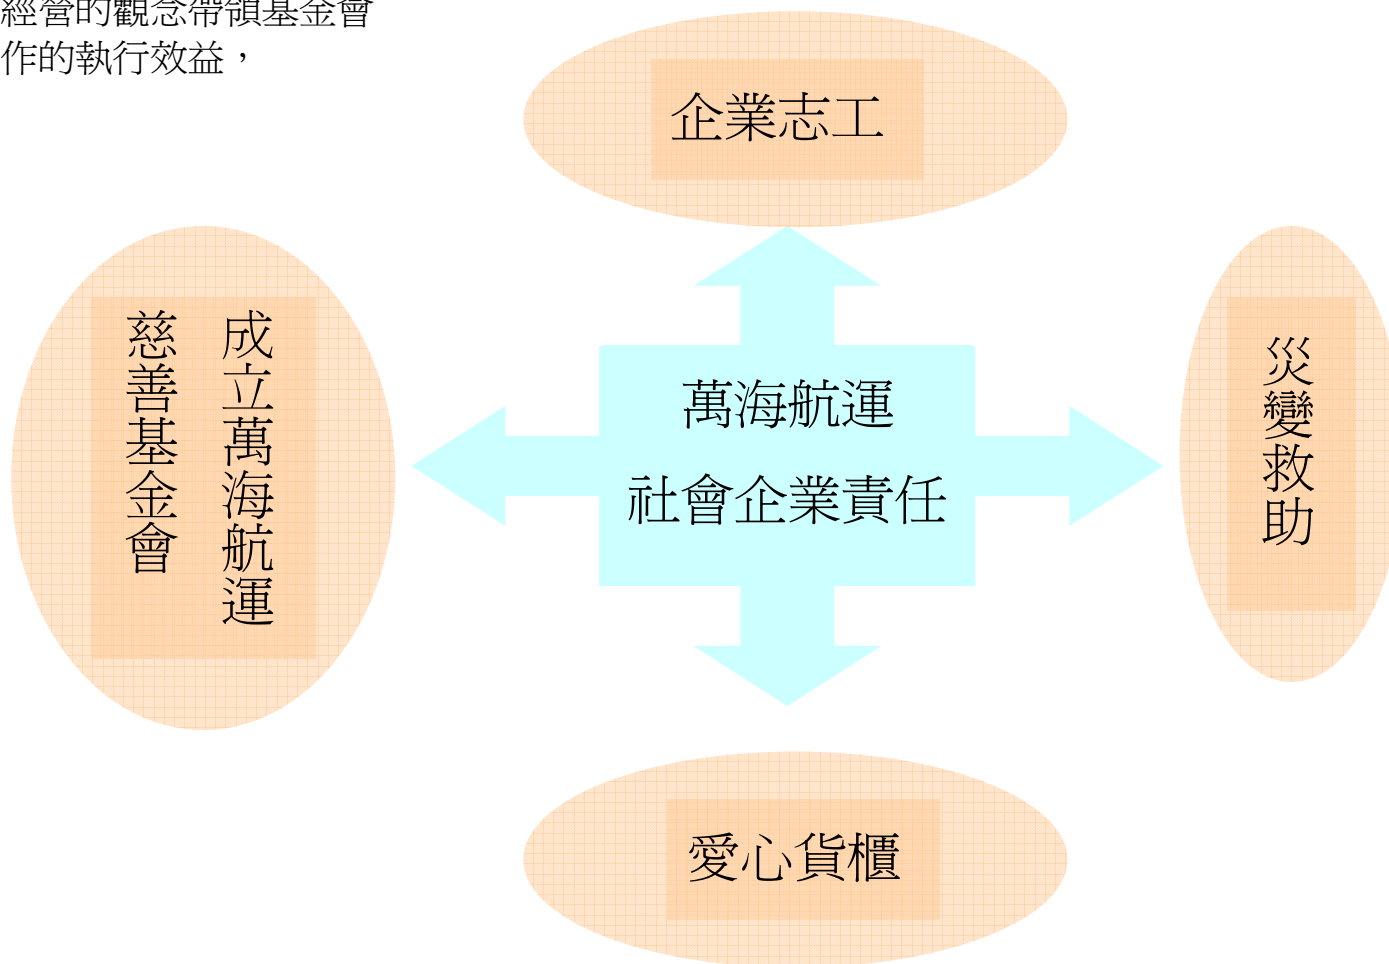 經營的觀念帶領基金會
作的執行效益，
企業志工
成立萬海航運
慈善基金會
萬海航運
社會企業責任
災變救助
愛心貨櫃